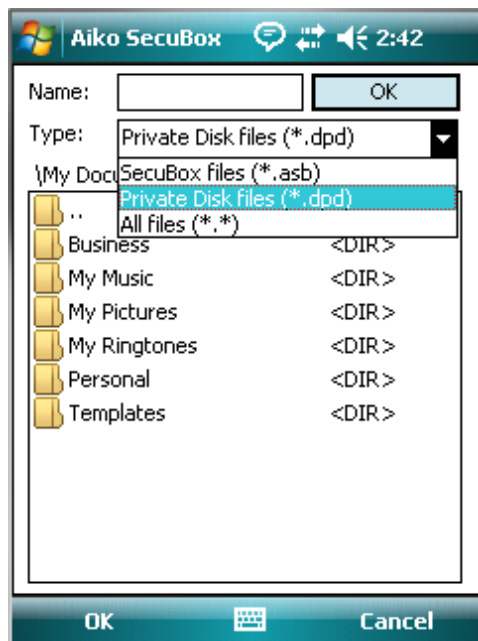 Aiko SecuBox 2:42
Name: OK
Type: Private Disk files (*.dpd)
\My Doc
SecuBox files (*.asb)
Private Disk files (*.dpd)
All files (*.*)
..
Business <DIR>
My Music <DIR>
My Pictures <DIR>
My Ringtones <DIR>
Personal <DIR>
Templates <DIR>
OK Cancel